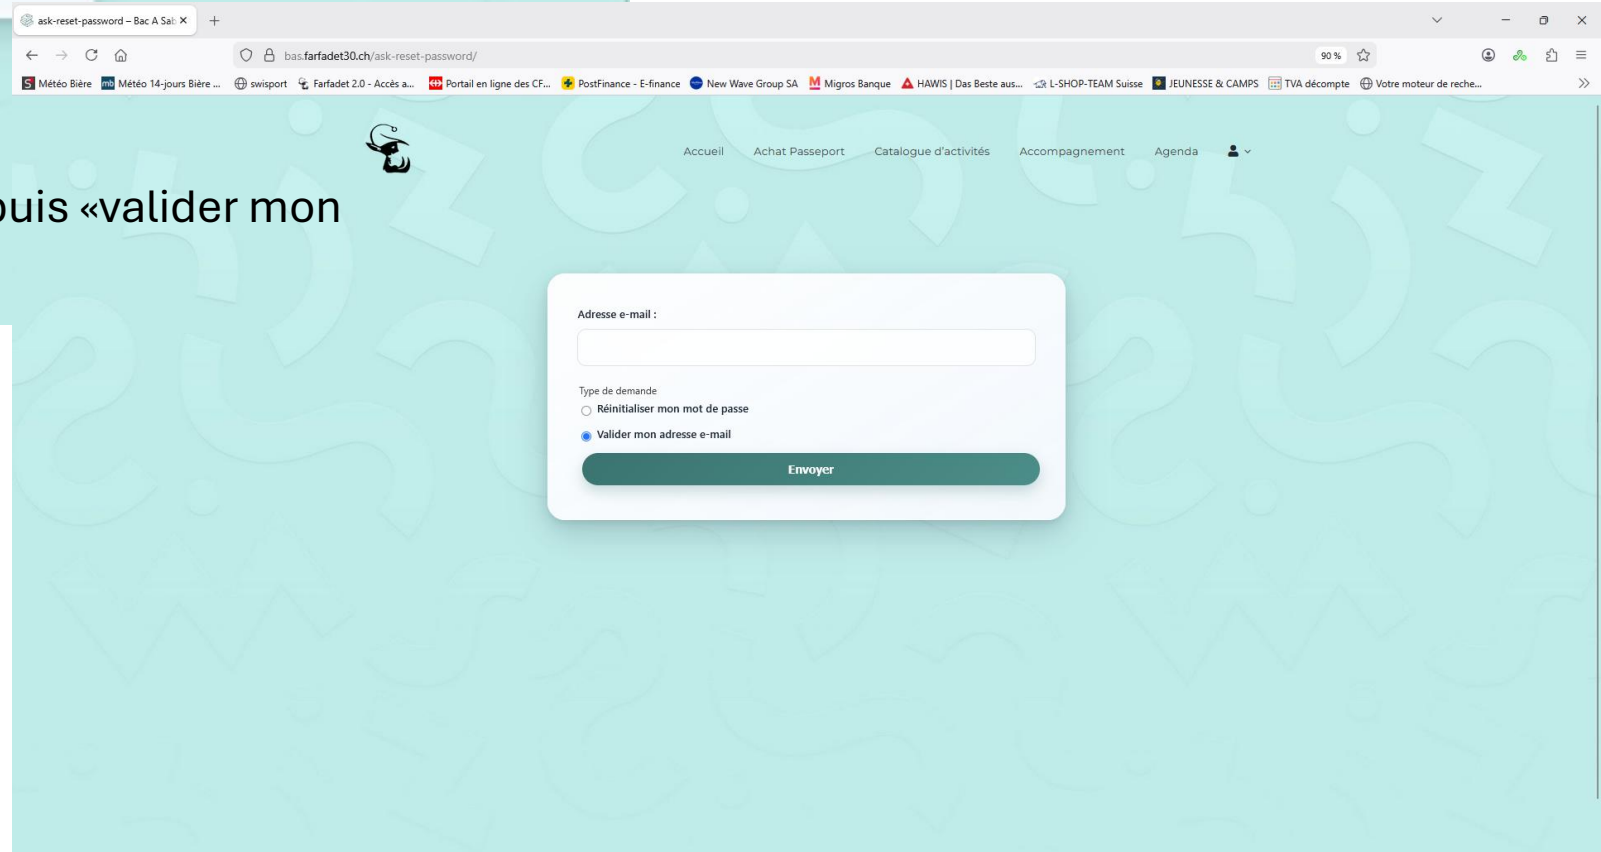 ask-reset-password – Bac A Sab
bas.farfadet30.ch/ask-reset-password/
90 %
Météo Bière
Météo 14-jours Bière ...
swisport
Farfadet 2.0 - Accès a...
Portail en ligne des CF...
PostFinance - E-finance
New Wave Group SA
Migros Banque
HAWIS | Das Beste aus...
L-SHOP-TEAM Suisse
JEUNESSE & CAMPS
TVA décompte
Votre moteur de reche...
Accueil
Achat Passeport
Catalogue d'activités
Accompagnement
Agenda
puis «valider mon
Adresse e-mail :
Type de demande
Réinitialiser mon mot de passe
Valider mon adresse e-mail
Envoyer